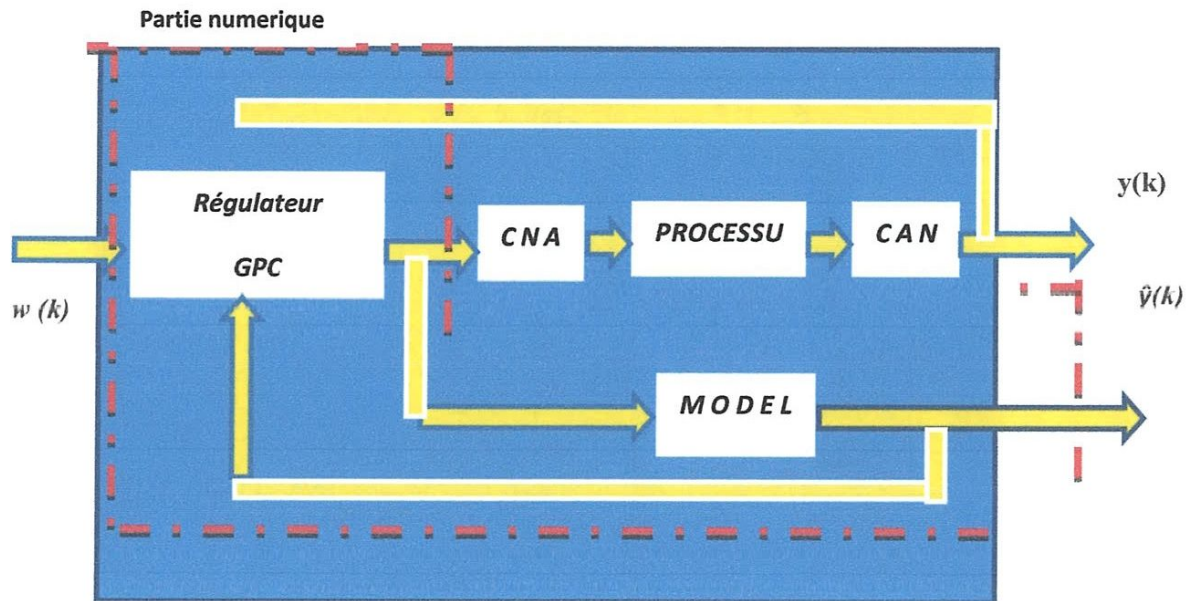 Partie numerique
Régulateur
GPC
CNA
PROCESSU
CAN
y(k)
w (k)
ŷ(k)
MODEL